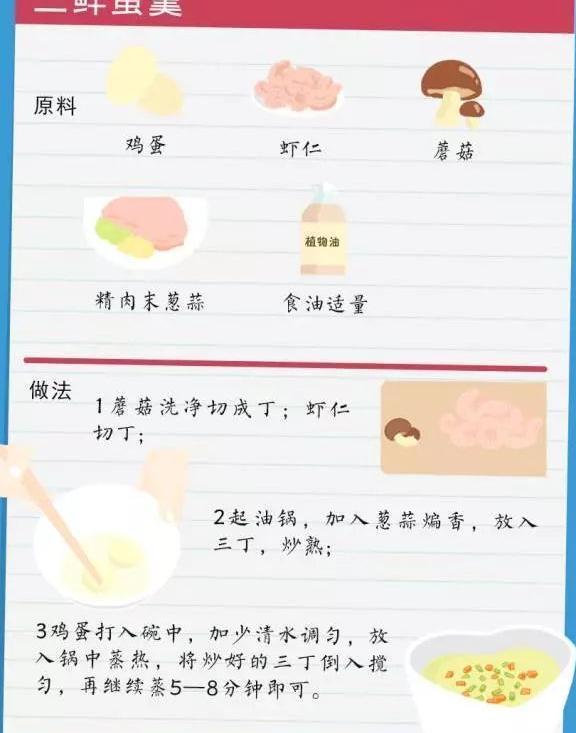 三鲜蛋羹
原料
鸡蛋
虾仁
蘑菇
植物油
精肉末葱蒜
食油适量
做法
1蘑菇洗净切成丁；虾仁
切丁；
2起油锅，加入葱蒜煸香，放入
三丁，炒熟；
3鸡蛋打入碗中，加少清水调匀，放
入锅中蒸热，将炒好的三丁倒入搅
匀，再继续蒸5—8分钟即可。